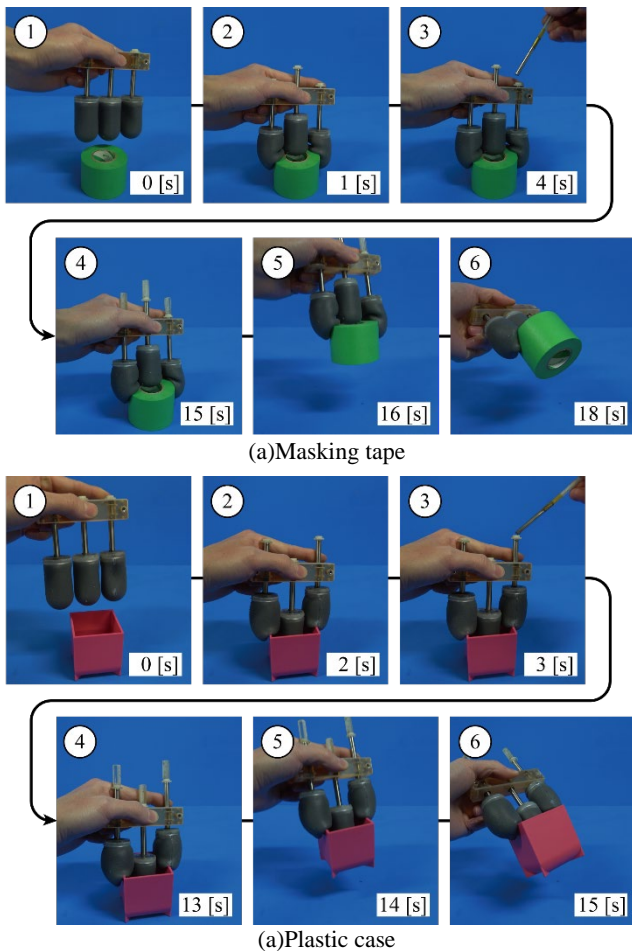 1
2
3
0 [s]
1 [s]
4 [s]
4
5
6
15 [s]
16 [s]
18 [s]
(a)Masking tape
1
2
3
0 [s]
2 [s]
3 [s]
4
5
6
13 [s]
14 [s]
15 [s]
(a)Plastic case